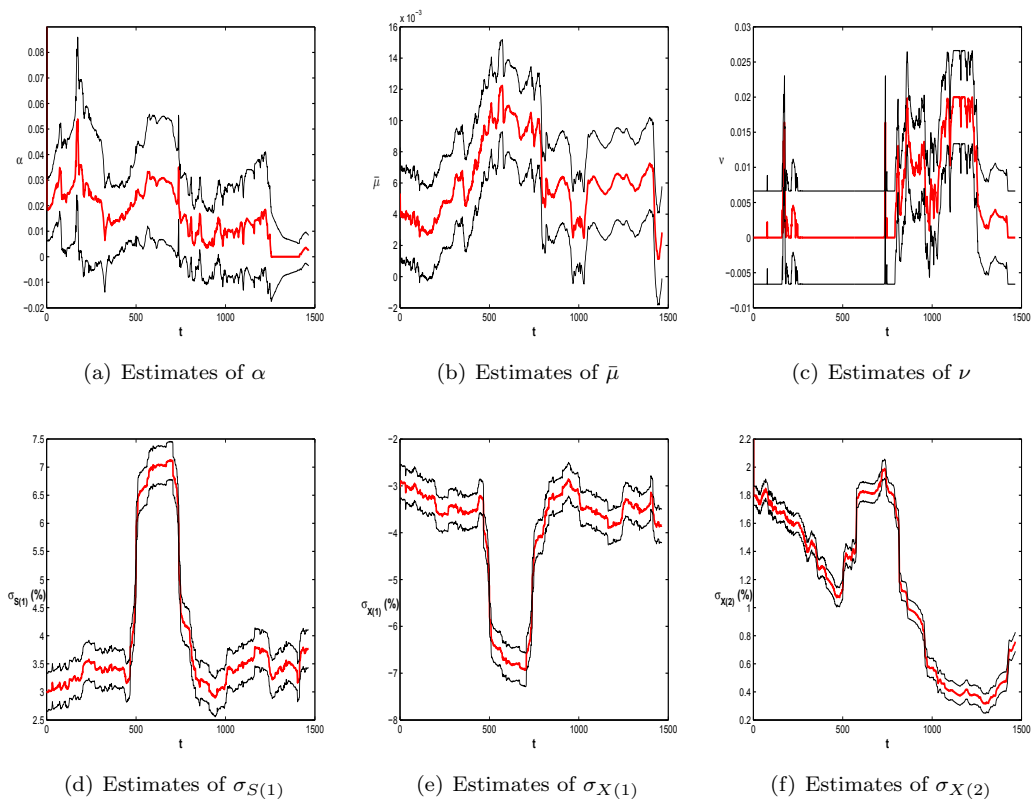 0.08
0.07
0.06
0.05
0.04
0.03
0.02
0.01
0
−0.01
−0.02
α
0 500 1000 1500
t
(a) Estimates of α
x 10⁻³
16
14
12
10
8
6
4
2
0
−2
μ̄
0 500 1000 1500
t
(b) Estimates of μ̄
0.03
0.025
0.02
0.015
0.01
0.005
0
−0.005
−0.01
ν
0 500 1000 1500
t
(c) Estimates of ν
7.5
7
6.5
6
5.5
5
4.5
4
3.5
3
2.5
σS(1) (%)
0 500 1000 1500
t
(d) Estimates of σS(1)
−2
−3
−4
−5
−6
−7
−8
σX(1) (%)
0 500 1000 1500
t
(e) Estimates of σX(1)
2.2
2
1.8
1.6
1.4
1.2
1
0.8
0.6
0.4
0.2
σX(2) (%)
0 500 1000 1500
t
(f) Estimates of σX(2)